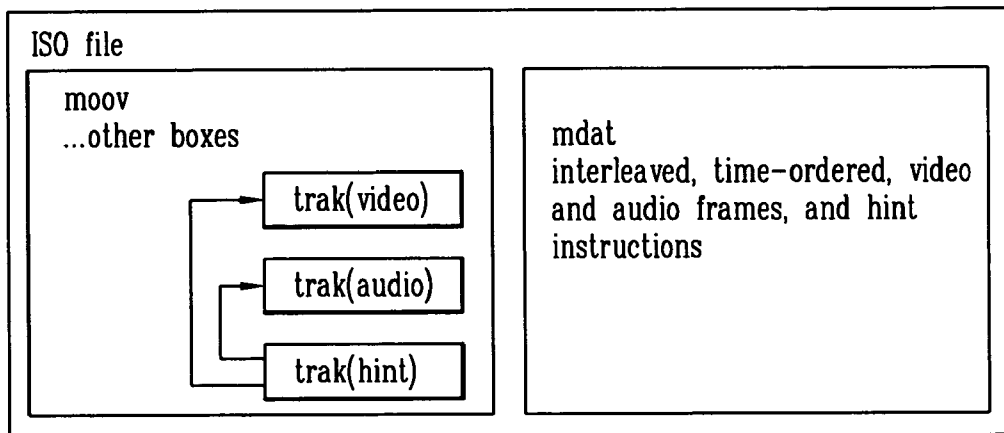 ISO file
moov
...other boxes
trak(video)
trak(audio)
trak(hint)
mdat
interleaved, time-ordered, video
and audio frames, and hint
instructions